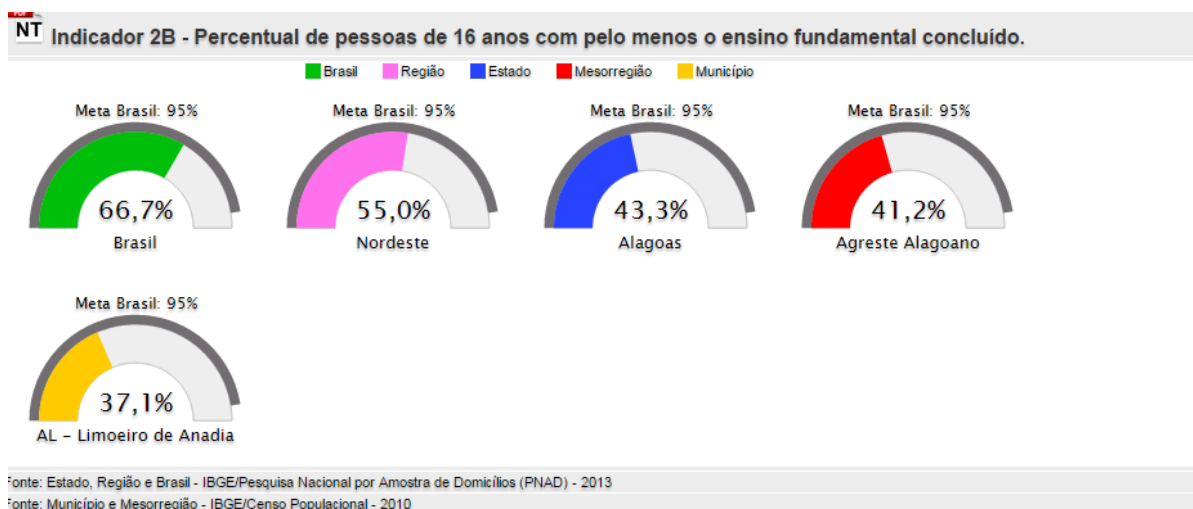 PDF
NT Indicador 2B - Percentual de pessoas de 16 anos com pelo menos o ensino fundamental concluído.
Brasil Região Estado Mesorregião Município
Meta Brasil: 95% Meta Brasil: 95% Meta Brasil: 95% Meta Brasil: 95%
66,7% 55,0% 43,3% 41,2%
Brasil Nordeste Alagoas Agreste Alagoano
Meta Brasil: 95%
37,1%
AL – Limoeiro de Anadia
Fonte: Estado, Região e Brasil - IBGE/Pesquisa Nacional por Amostra de Domicílios (PNAD) - 2013
Fonte: Município e Mesorregião - IBGE/Censo Populacional - 2010